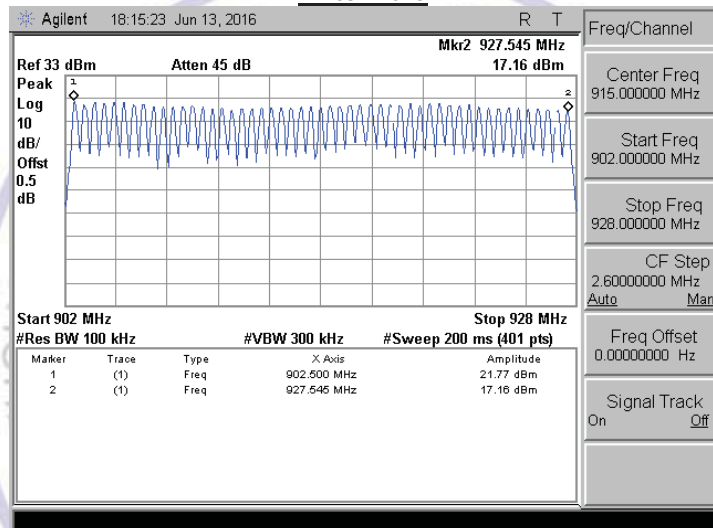 Agilent 18:15:23 Jun 13, 2016 R T
Mkr2 927.545 MHz
Ref 33 dBm Atten 45 dB 17.16 dBm
Peak
Log
10
dB/
Offst
0.5
dB
1
2
Start 902 MHz Stop 928 MHz
#Res BW 100 kHz #VBW 300 kHz #Sweep 200 ms (401 pts)
Marker Trace Type X Axis Amplitude
1 (1) Freq 902.500 MHz 21.77 dBm
2 (1) Freq 927.545 MHz 17.16 dBm
Freq/Channel
Center Freq
915.000000 MHz
Start Freq
902.000000 MHz
Stop Freq
928.000000 MHz
CF Step
2.60000000 MHz
Auto Man
Freq Offset
0.00000000 Hz
Signal Track
On Off